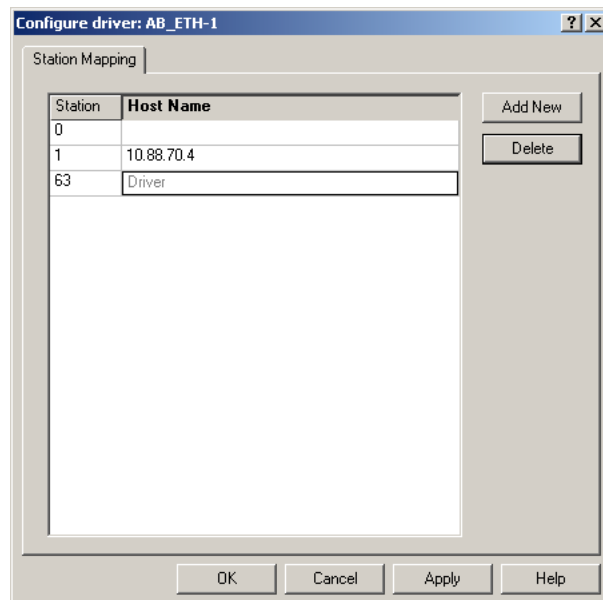 Configure driver: AB_ETH-1
Station Mapping
Station Host Name
0
1 10.88.70.4
63 Driver
Add New
Delete
OK Cancel Apply Help